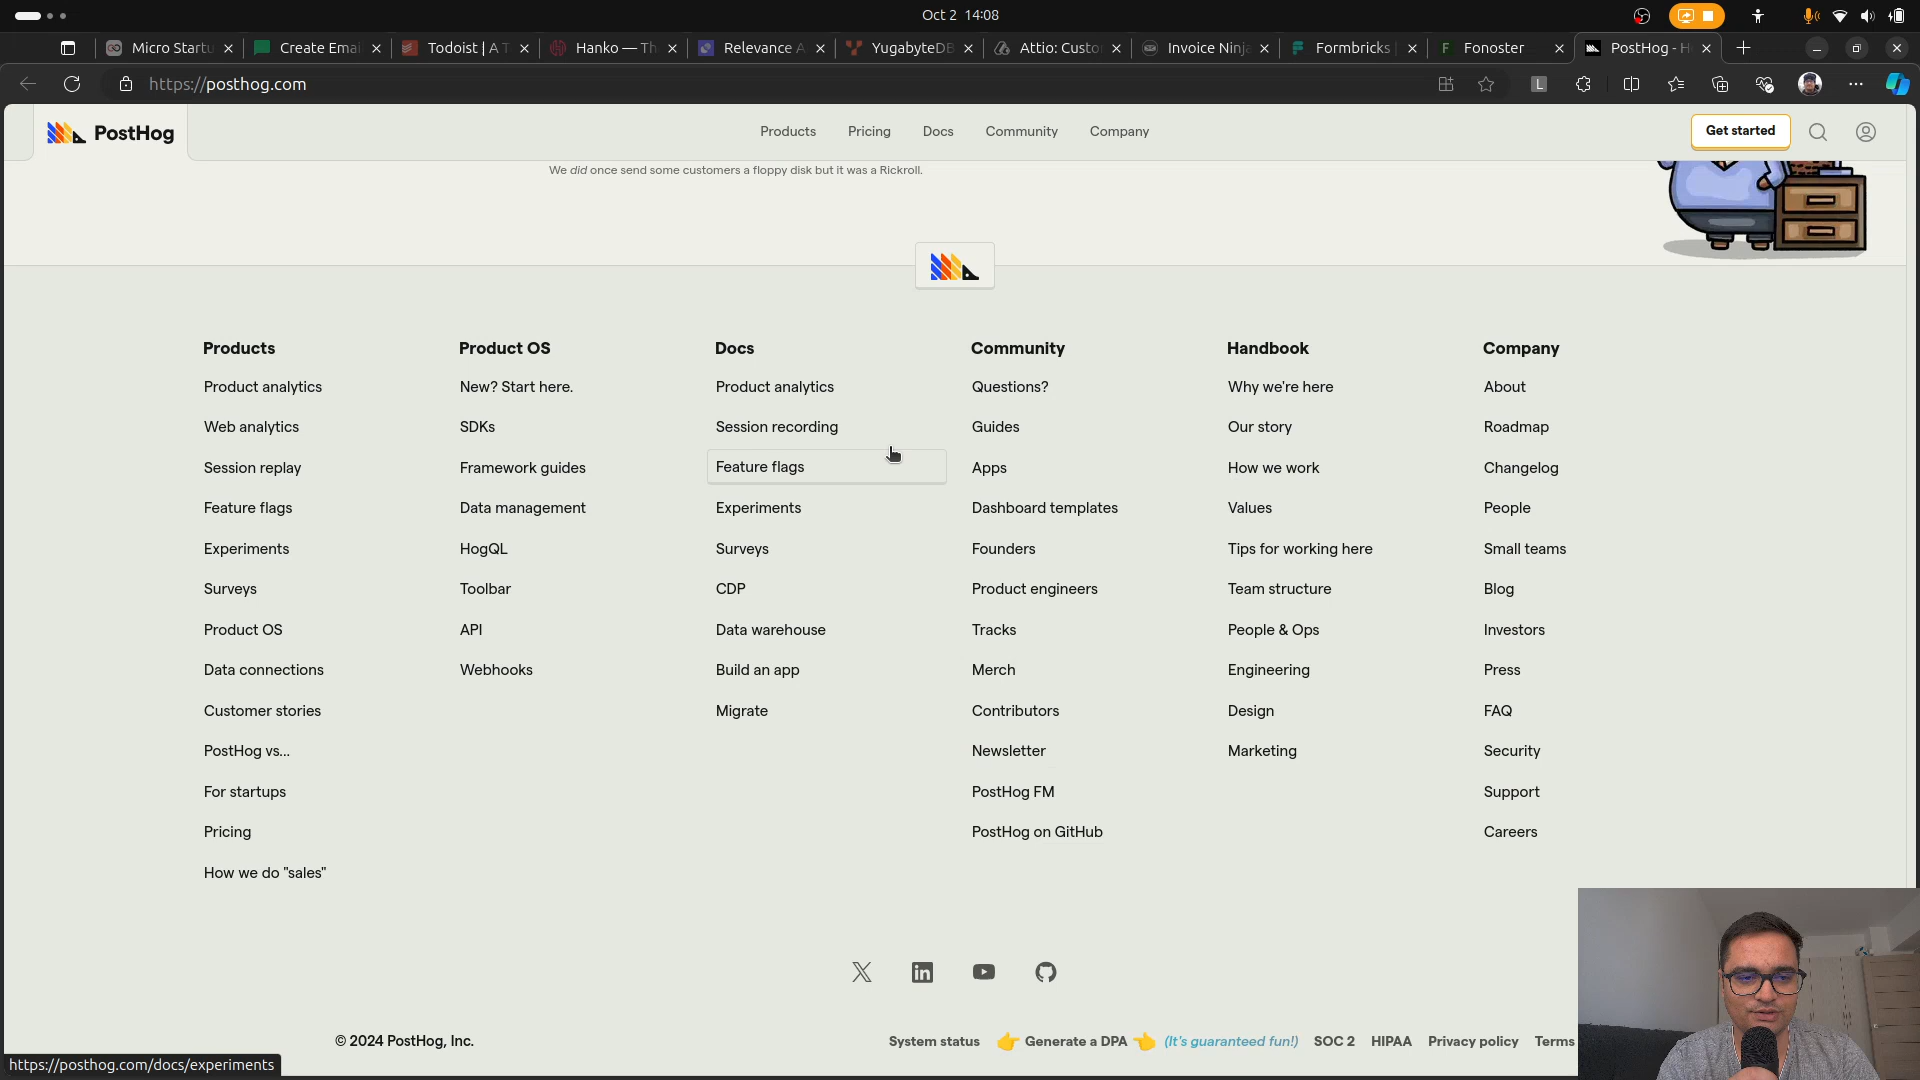 Oct 2 14:08
Micro Startu
Create Emai
Todoist | A T
Hanko — Th
Relevance A
YugabyteDB
Attio: Custo
Invoice Ninja
Formbricks |
F Fonoster
PostHog - H
https://posthog.com
L
PostHog
Products
Pricing
Docs
Community
Company
Get started
We did once send some customers a floppy disk but it was a Rickroll.
Products
Product analytics
Web analytics
Session replay
Feature flags
Experiments
Surveys
Product OS
Data connections
Customer stories
PostHog vs...
For startups
Pricing
How we do "sales"
Product OS
New? Start here.
SDKs
Framework guides
Data management
HogQL
Toolbar
API
Webhooks
Docs
Product analytics
Session recording
Feature flags
Experiments
Surveys
CDP
Data warehouse
Build an app
Migrate
Community
Questions?
Guides
Apps
Dashboard templates
Founders
Product engineers
Tracks
Merch
Contributors
Newsletter
PostHog FM
PostHog on GitHub
Handbook
Why we're here
Our story
How we work
Values
Tips for working here
Team structure
People & Ops
Engineering
Design
Marketing
Company
About
Roadmap
Changelog
People
Small teams
Blog
Investors
Press
FAQ
Security
Support
Careers
© 2024 PostHog, Inc.
System status
Generate a DPA
(It's guaranteed fun!)
SOC 2
HIPAA
Privacy policy
Terms
https://posthog.com/docs/experiments